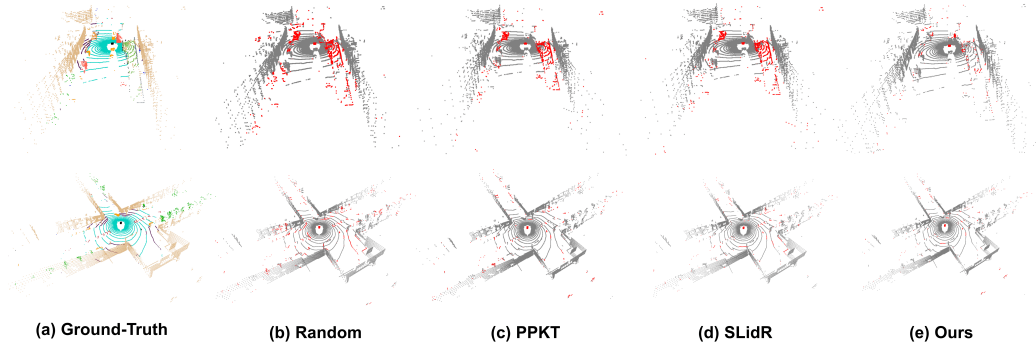 (a) Ground-Truth
(b) Random
(c) PPKT
(d) SLidR
(e) Ours